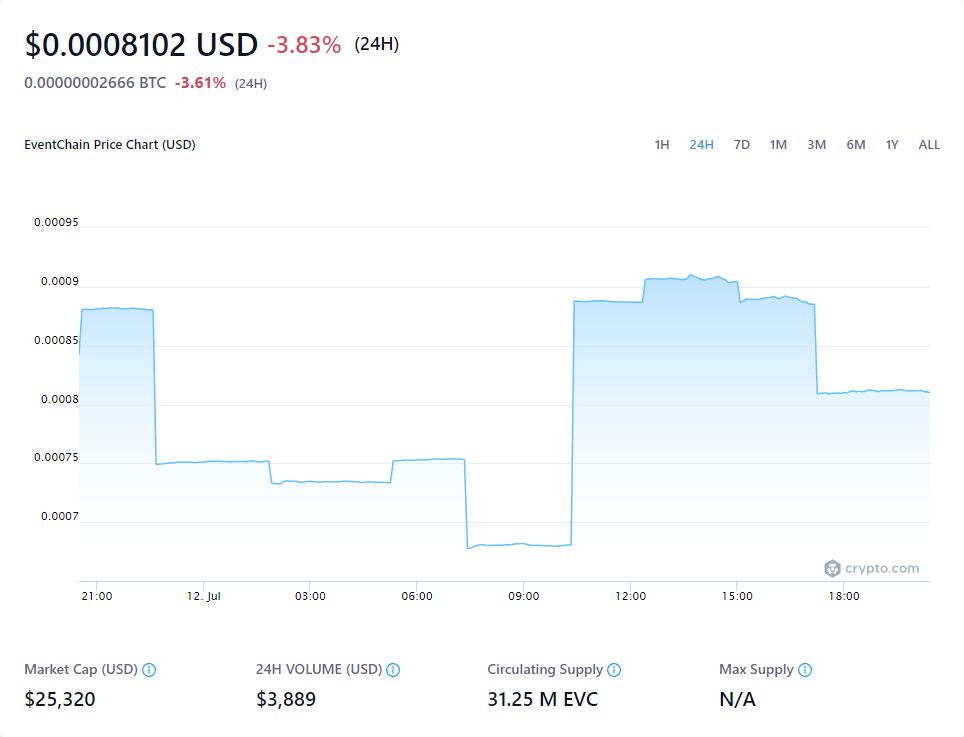 $0.0008102 USD -3.83% (24H)
0.00000002666 BTC -3.61% (24H)
EventChain Price Chart (USD) 1H 24H 7D 1M 3M 6M 1Y ALL
0.00095
0.0009
0.00085
0.0008
0.00075
0.0007
crypto.com
21:00 12. Jul 03:00 06:00 09:00 12:00 15:00 18:00
Market Cap (USD) 24H VOLUME (USD) Circulating Supply Max Supply
$25,320 $3,889 31.25 M EVC N/A